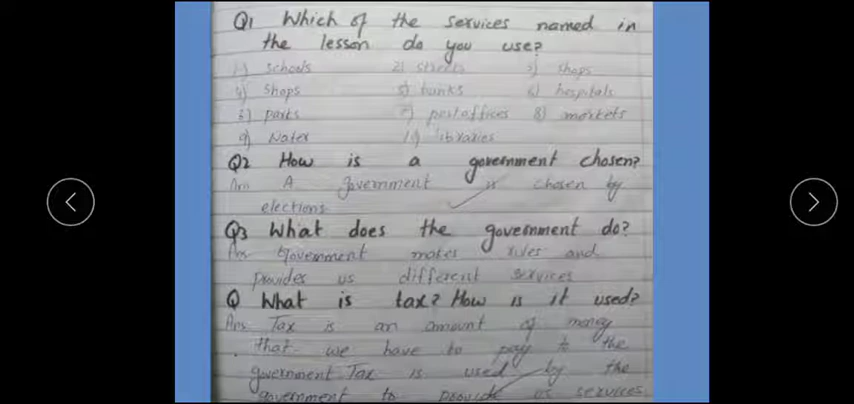 Q1 Which of the services named in
the lesson do you use?
1) schools 2) streets 3) shops
4) shops 5) banks 6) hospitals
3) parks 7) postoffices 8) markets
9) Water 10) libraries
Q2 How is a government chosen?
Ans A government is chosen by
elections
Q3 What does the government do?
Ans Government makes rules and
provides us different services
Q What is tax? How is it used?
Ans Tax is an amount of money
that we have to pay to the
government Tax is used by the
government to provide us services